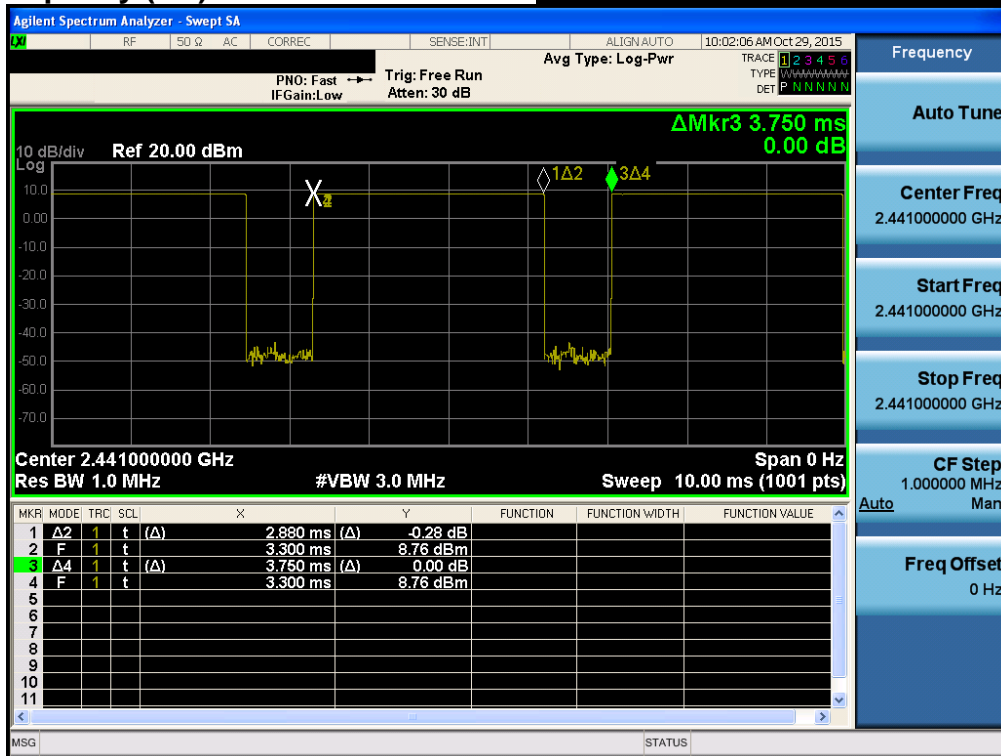 Agilent Spectrum Analyzer - Swept SA
LXI RF 50 Ω AC CORREC SENSE:INT ALIGN AUTO 10:02:06 AM Oct 29, 2015
Avg Type: Log-Pwr
TRACE 1 2 3 4 5 6
TYPE
DET P N N N N N
PNO: Fast
IFGain:Low
Trig: Free Run
Atten: 30 dB
ΔMkr3 3.750 ms
0.00 dB
10 dB/div
Log
Ref 20.00 dBm
10.0
0.00
-10.0
-20.0
-30.0
-40.0
-50.0
-60.0
-70.0
1Δ2
3Δ4
Center 2.441000000 GHz
Span 0 Hz
Res BW 1.0 MHz
#VBW 3.0 MHz
Sweep 10.00 ms (1001 pts)
MKR MODE TRC SCL X Y FUNCTION FUNCTION WIDTH FUNCTION VALUE
1 Δ2 1 t (Δ) 2.880 ms (Δ) -0.28 dB
2 F 1 t 3.300 ms 8.76 dBm
3 Δ4 1 t (Δ) 3.750 ms (Δ) 0.00 dB
4 F 1 t 3.300 ms 8.76 dBm
5
6
7
8
9
10
11
MSG
STATUS
Frequency
Auto Tune
Center Freq
2.441000000 GHz
Start Freq
2.441000000 GHz
Stop Freq
2.441000000 GHz
CF Step
1.000000 MHz
Auto Man
Freq Offset
0 Hz